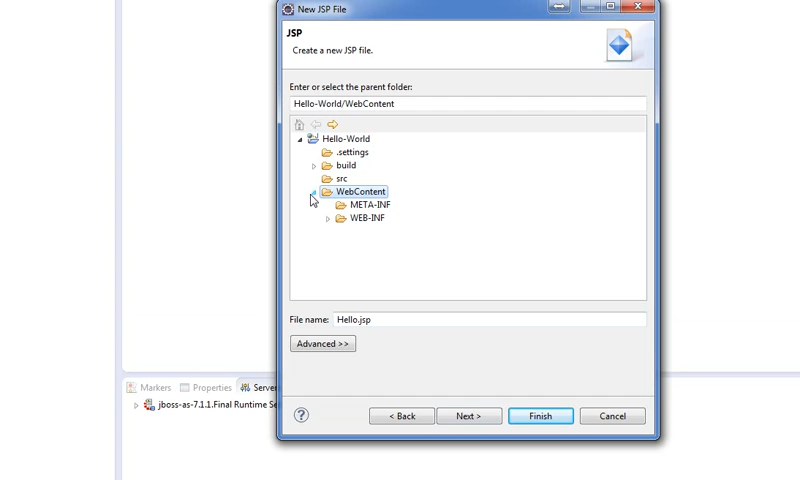 New JSP File
JSP
Create a new JSP file.
Enter or select the parent folder:
Hello-World/WebContent
Hello-World
.settings
build
src
WebContent
META-INF
WEB-INF
File name: Hello.jsp
Advanced >>
Markers Properties Server
jboss-as-7.1.1.Final Runtime Se
? < Back Next > Finish Cancel